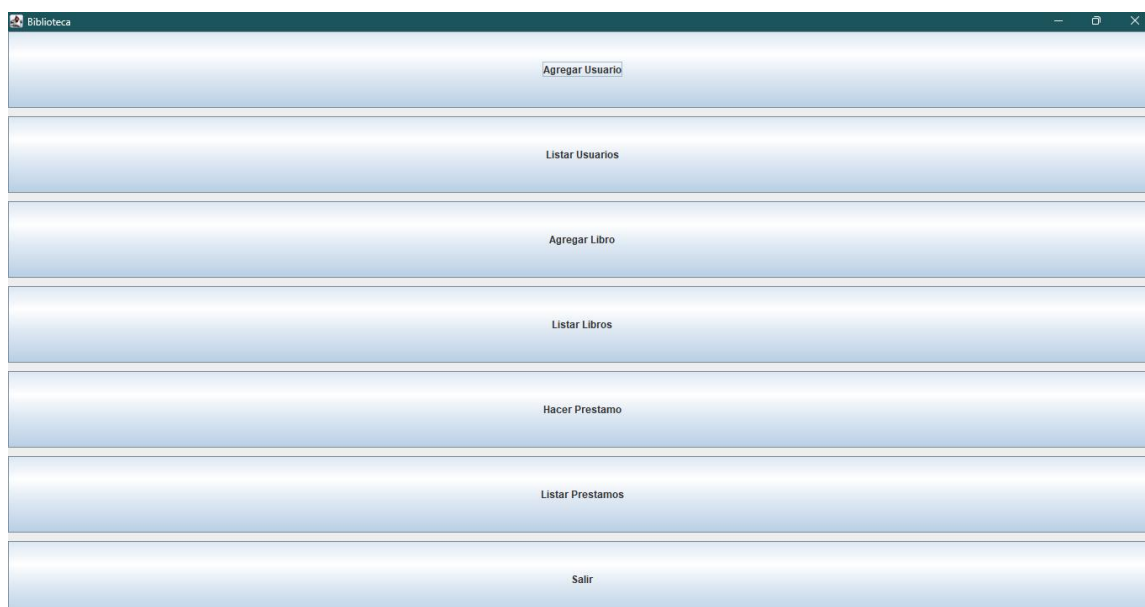 Biblioteca
Agregar Usuario
Listar Usuarios
Agregar Libro
Listar Libros
Hacer Prestamo
Listar Prestamos
Salir